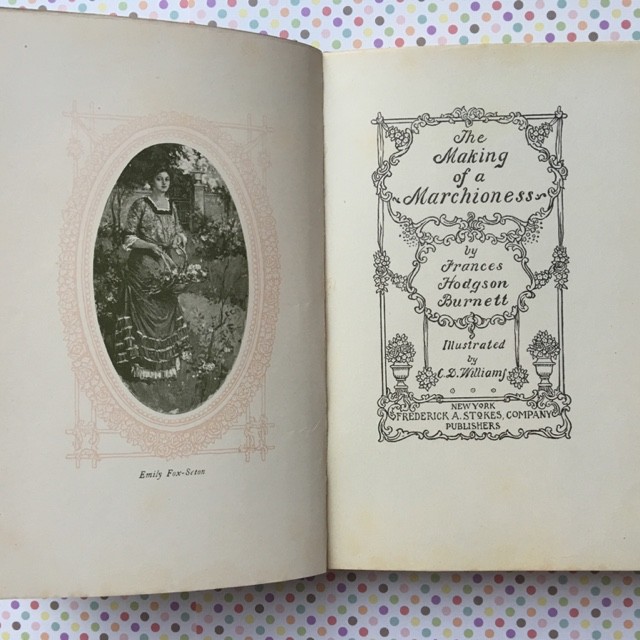 Emily Fox-Seton
The
Making
of a
Marchioness
by
Frances
Hodgson
Burnett
Illustrated
by
C. D. Williams
NEW YORK
FREDERICK A. STOKES, COMPANY
PUBLISHERS